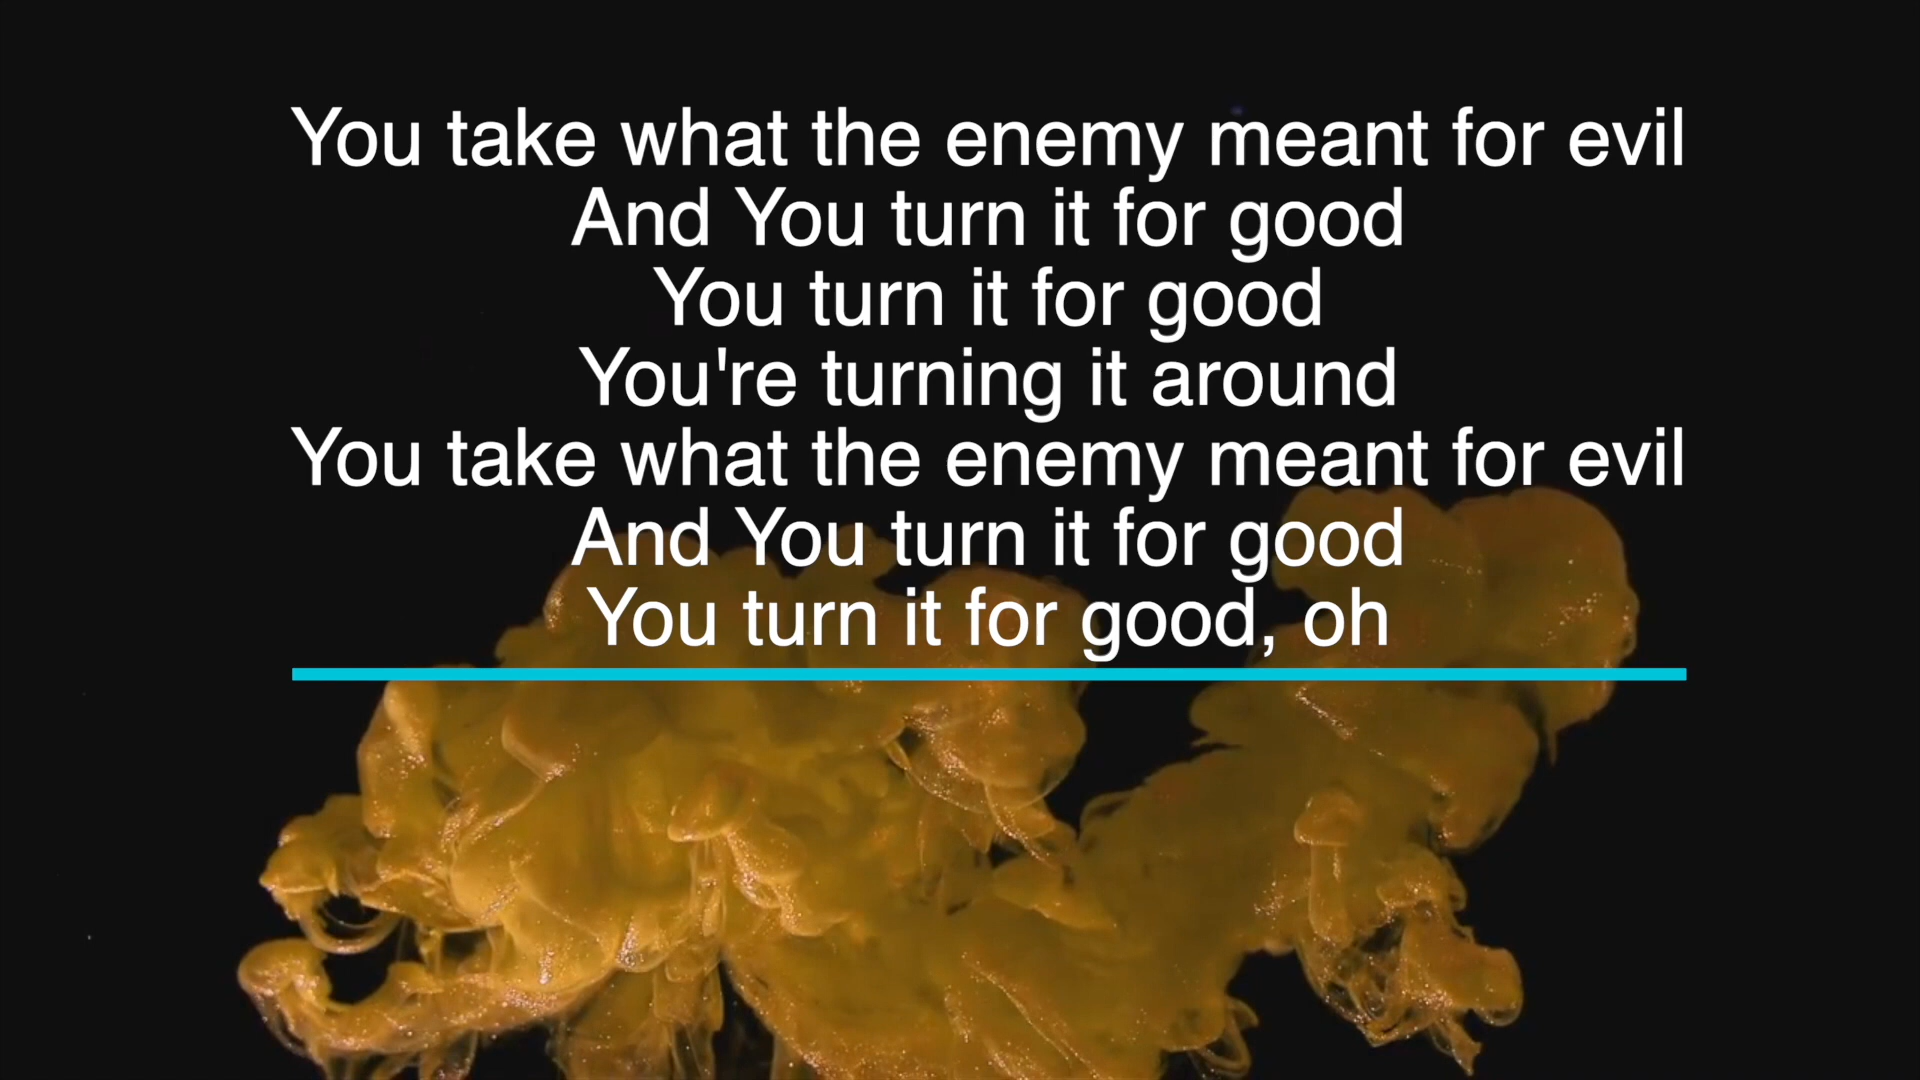 You take what the enemy meant for evil
And You turn it for good
You turn it for good
You're turning it around
You take what the enemy meant for evil
And You turn it for good
You turn it for good, oh